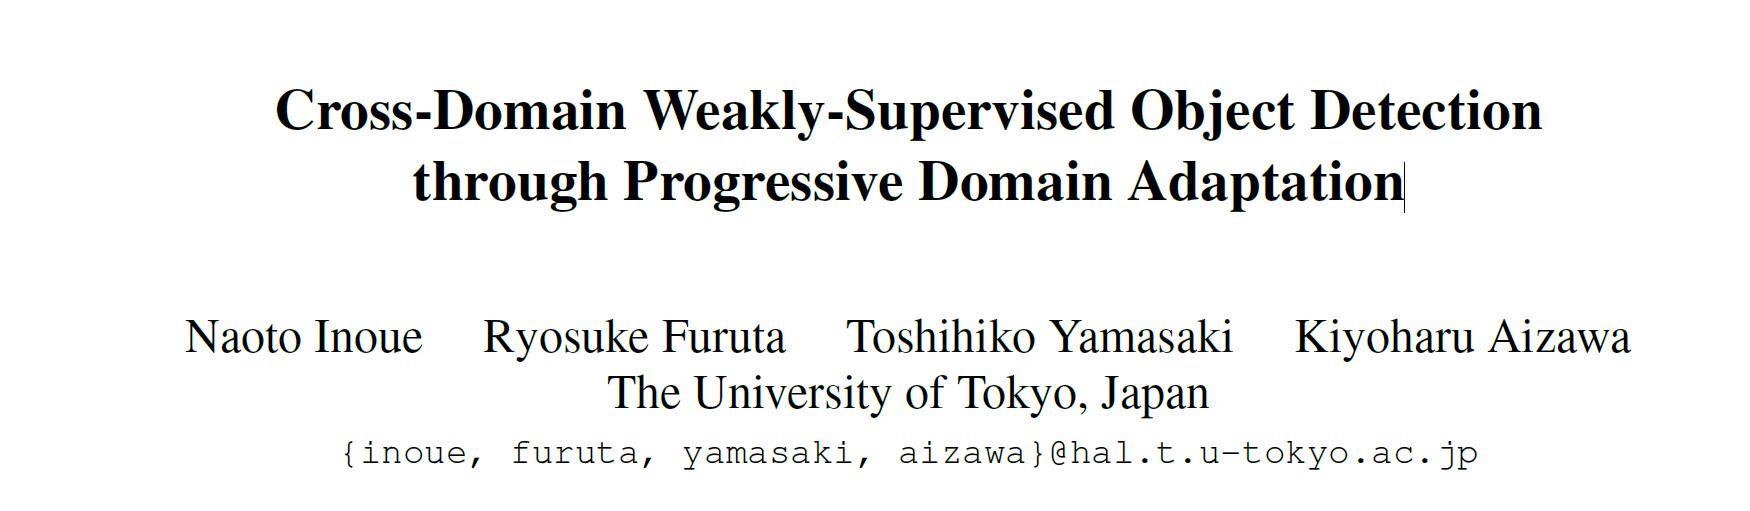 Cross-Domain Weakly-Supervised Object Detection
through Progressive Domain Adaptation
Naoto Inoue Ryosuke Furuta Toshihiko Yamasaki Kiyoharu Aizawa
The University of Tokyo, Japan
{inoue, furuta, yamasaki, aizawa}@hal.t.u-tokyo.ac.jp